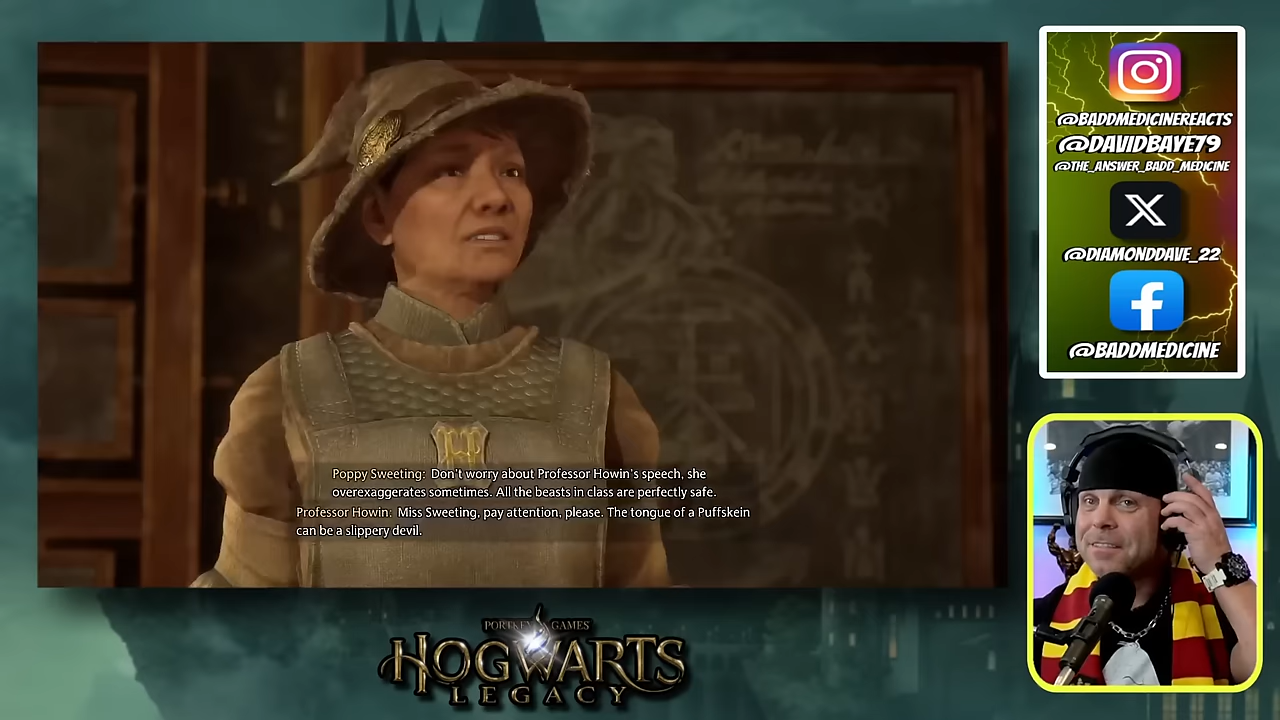 Poppy Sweeting: Don't worry about Professor Howin's speech, she
overexaggerates sometimes. All the beasts in class are perfectly safe.
Professor Howin: Miss Sweeting, pay attention, please. The tongue of a Puffskein
can be a slippery devil.
PORTKEY GAMES
HOGWARTS
LEGACY
@BADDMEDICINEREACTS
@DAVIDBAYE79
@THE_ANSWER_BADD_MEDICINE
@DIAMONDDAVE_22
@BADDMEDICINE